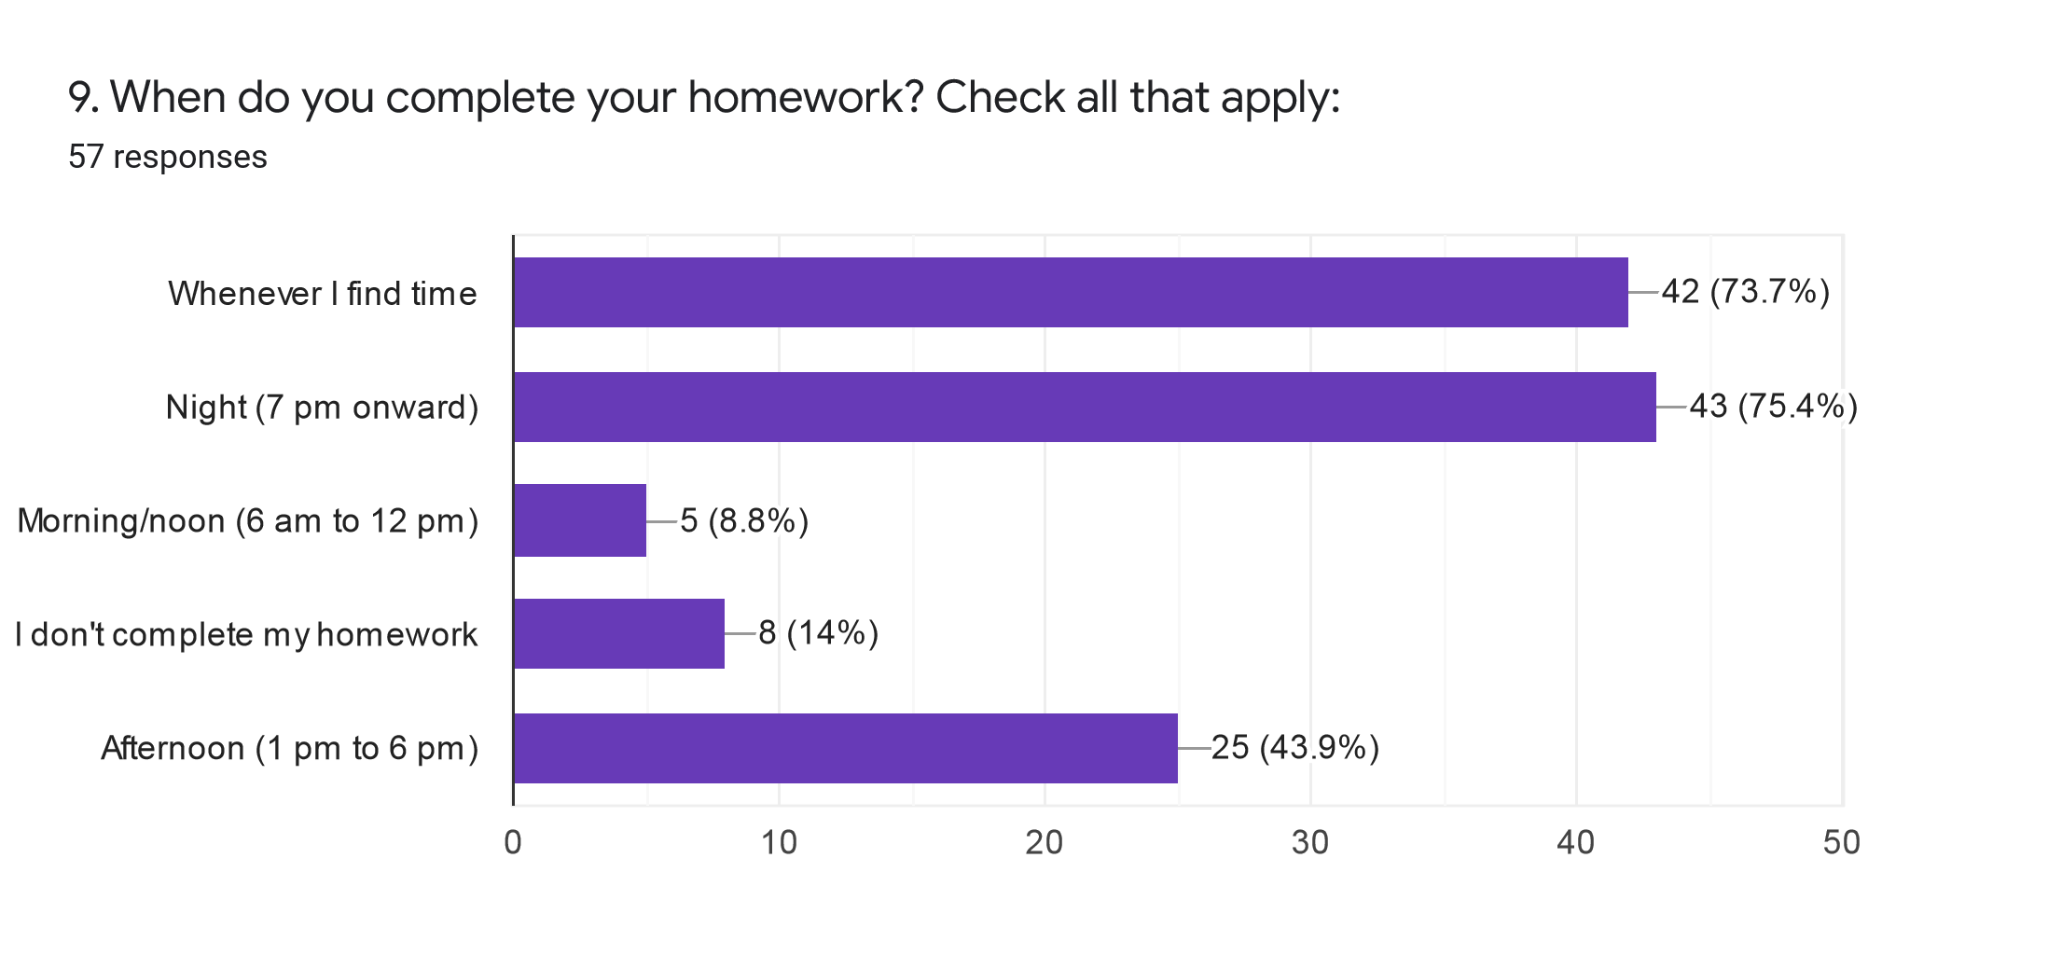 9. When do you complete your homework? Check all that apply:
57 responses
Whenever I find time
42 (73.7%)
Night (7 pm onward)
43 (75.4%)
Morning/noon (6 am to 12 pm)
5 (8.8%)
I don't complete my homework
8 (14%)
Afternoon (1 pm to 6 pm)
25 (43.9%)
0 10 20 30 40 50